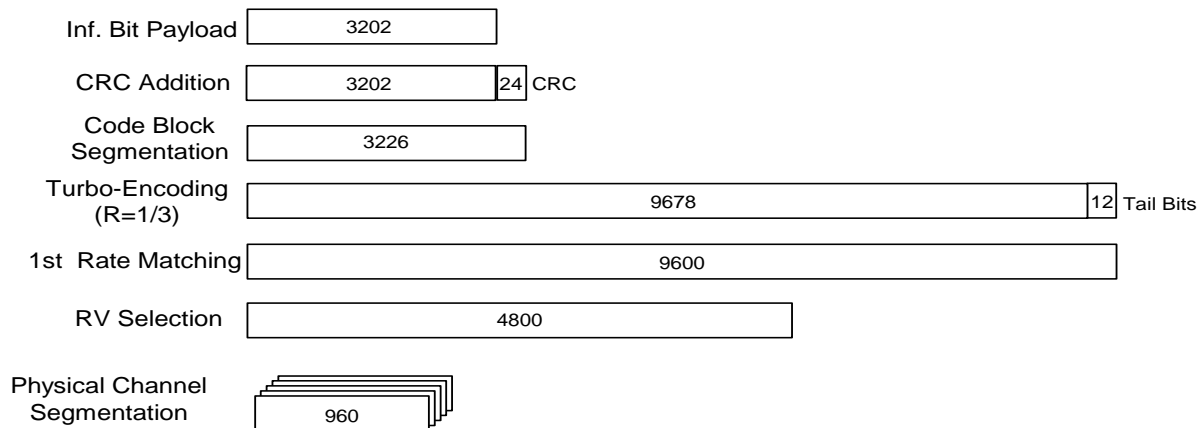 Inf. Bit Payload 3202
CRC Addition 3202 24 CRC
Code Block
Segmentation 3226
Turbo-Encoding
(R=1/3) 9678 12 Tail Bits
1st Rate Matching 9600
RV Selection 4800
Physical Channel
Segmentation 960